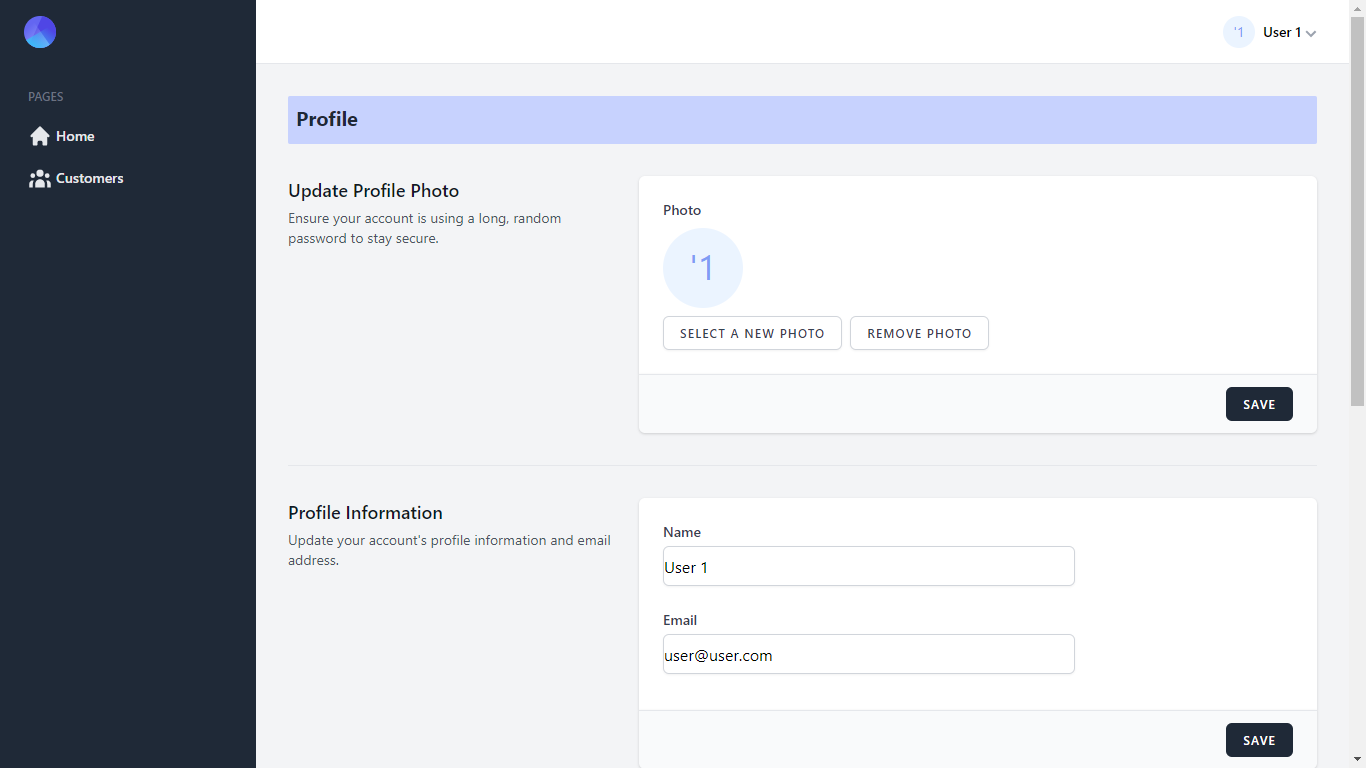 '1 User 1
PAGES
Home
Customers
Profile
Update Profile Photo
Ensure your account is using a long, random
password to stay secure.
Photo
'1
SELECT A NEW PHOTO REMOVE PHOTO
SAVE
Profile Information
Update your account's profile information and email
address.
Name
User 1
Email
user@user.com
SAVE